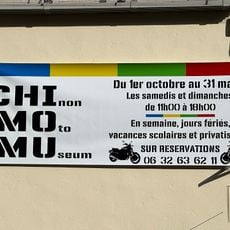 CHInon
MOto
MUseum
Du 1er octobre au 31 ma
Les samedis et dimanches
de 11h00 à 18h00
En semaine, jours fériés,
vacances scolaires et privatis
SUR RESERVATIONS
06 32 63 62 11